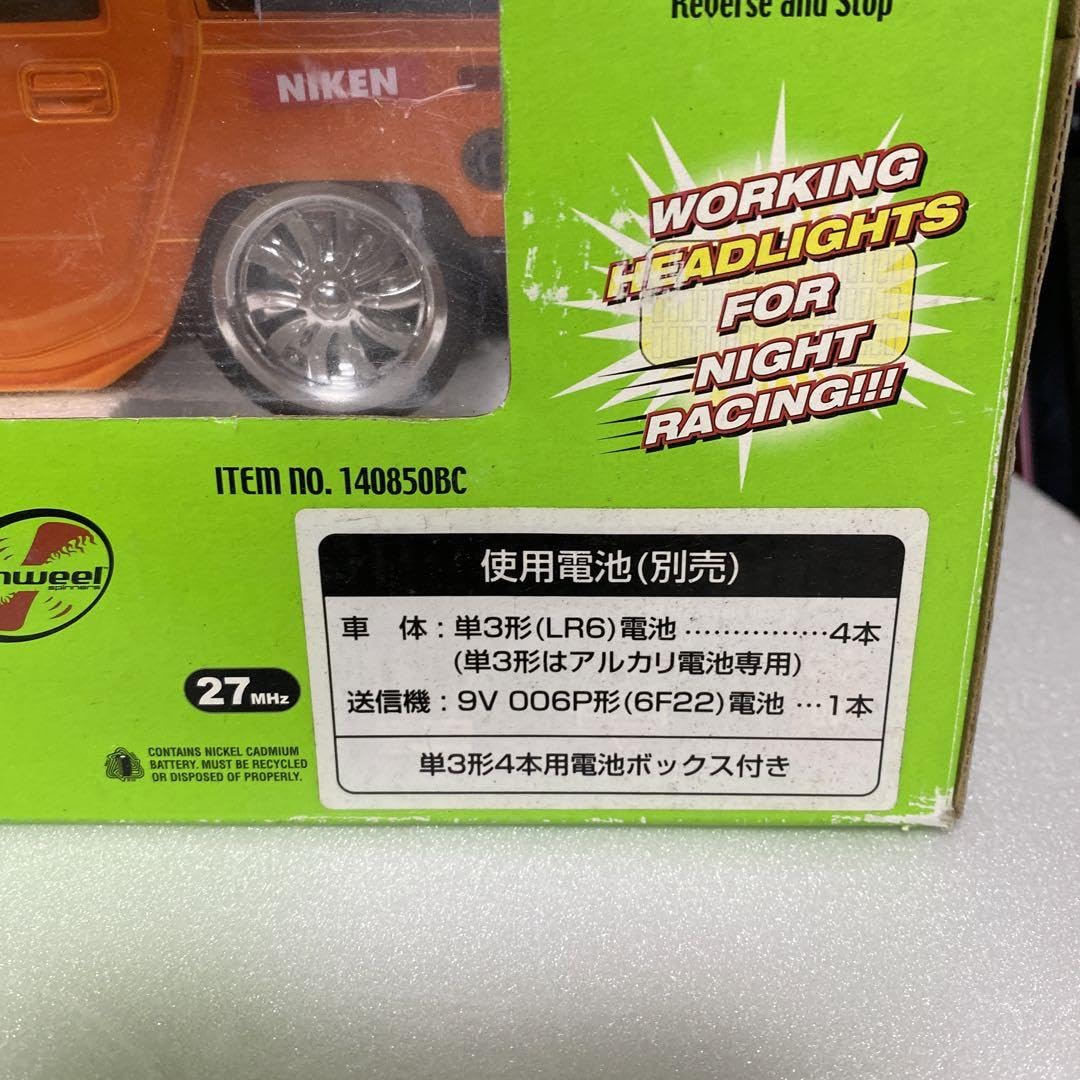 Reverse and Stop
NIKEN
WORKING
HEADLIGHTS
FOR
NIGHT
RACING!!!
ITEM no. 140850BC
使用電池(別売)
車 体:単3形(LR6)電池 ……………4本
(単3形はアルカリ電池専用)
送信機:9V 006P形(6F22)電池 …1本
単3形4本用電池ボックス付き
spinners
27MHz
CONTAINS NICKEL CADMIUM
BATTERY. MUST BE RECYCLED
OR DISPOSED OF PROPERLY.